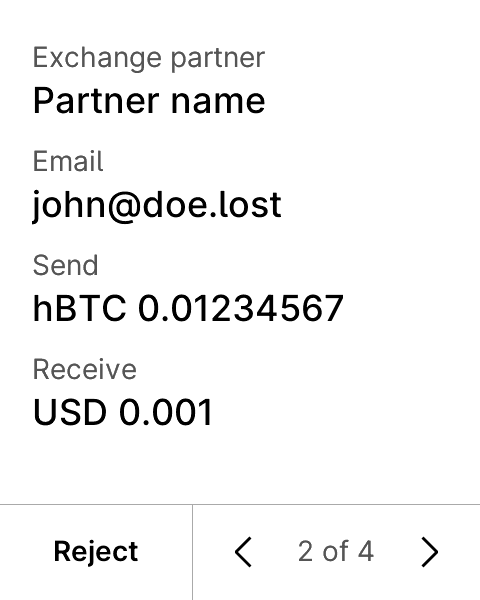 Exchange partner
Partner name
Email
john@doe.lost
Send
hBTC 0.01234567
Receive
USD 0.001
Reject
2 of 4